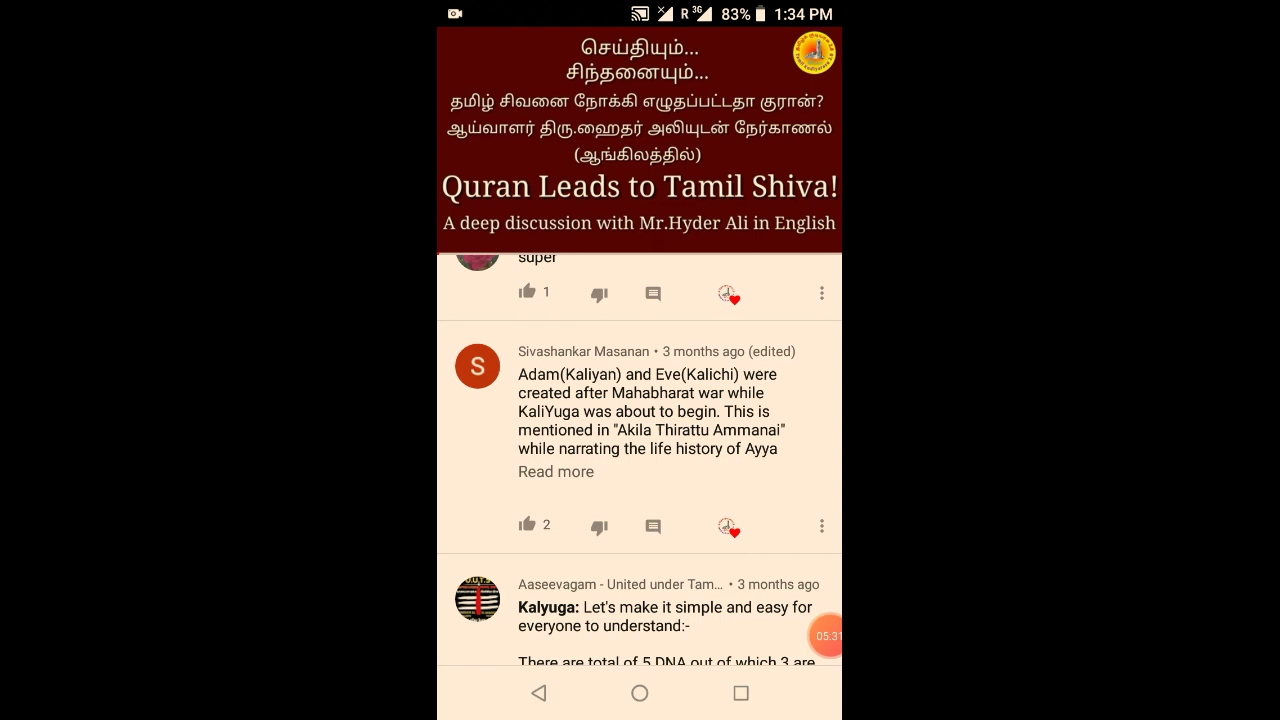 R 3G 83% 1:34 PM
செய்தியும்...
சிந்தனையும்...
தமிழ் சிவனை நோக்கி எழுதப்பட்டதா குரான்?
ஆய்வாளர் திரு.ஹைதர் அலியுடன் நேர்காணல்
(ஆங்கிலத்தில்)
Quran Leads to Tamil Shiva!
A deep discussion with Mr.Hyder Ali in English
super
1
S
Sivashankar Masanan • 3 months ago (edited)
Adam(Kaliyan) and Eve(Kalichi) were
created after Mahabharat war while
KaliYuga was about to begin. This is
mentioned in "Akila Thirattu Ammanai"
while narrating the life history of Ayya
Read more
2
Aaseevagam - United under Tam... • 3 months ago
Kalyuga: Let's make it simple and easy for
everyone to understand:-
05:31
There are total of 5 DNA out of which 3 are